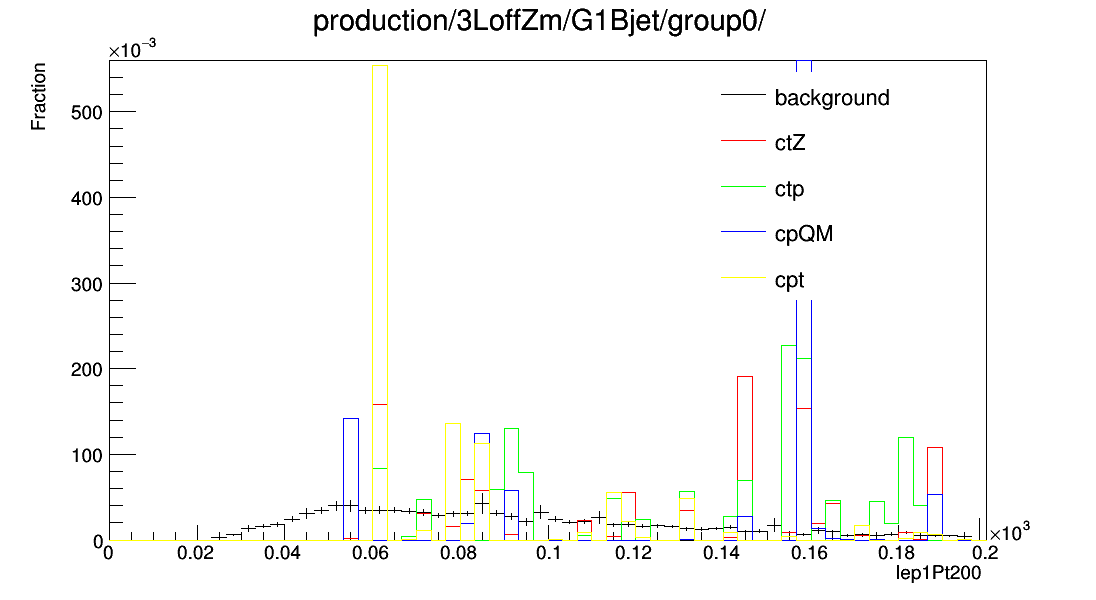 production/3LoffZm/G1Bjet/group0/
×10⁻³
Fraction
500
400
300
200
100
0
background
ctZ
ctp
cpQM
cpt
0 0.02 0.04 0.06 0.08 0.1 0.12 0.14 0.16 0.18 0.2
×10³
lep1Pt200